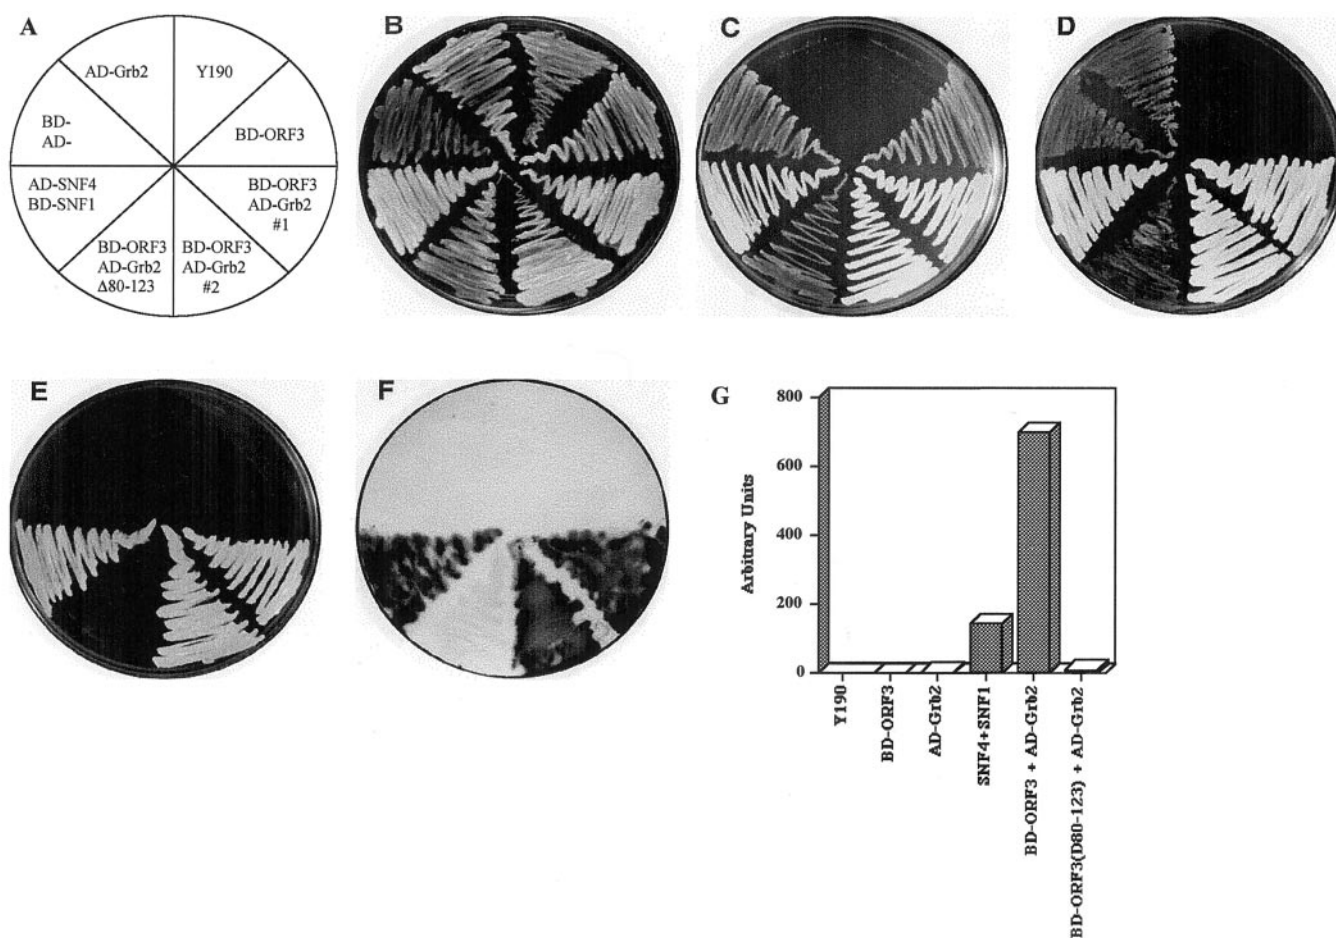 A
AD-Grb2
Y190
BD-
AD-
BD-ORF3
AD-SNF4
BD-SNF1
BD-ORF3
AD-Grb2
#1
BD-ORF3
AD-Grb2
Δ80-123
BD-ORF3
AD-Grb2
#2
B
C
D
E
F
G
800
600
400
200
0
Arbitrary Units
Y190
BD-ORF3
AD-Grb2
SNF4+SNF1
BD-ORF3 + AD-Grb2
BD-ORF3(D80-123) + AD-Grb2